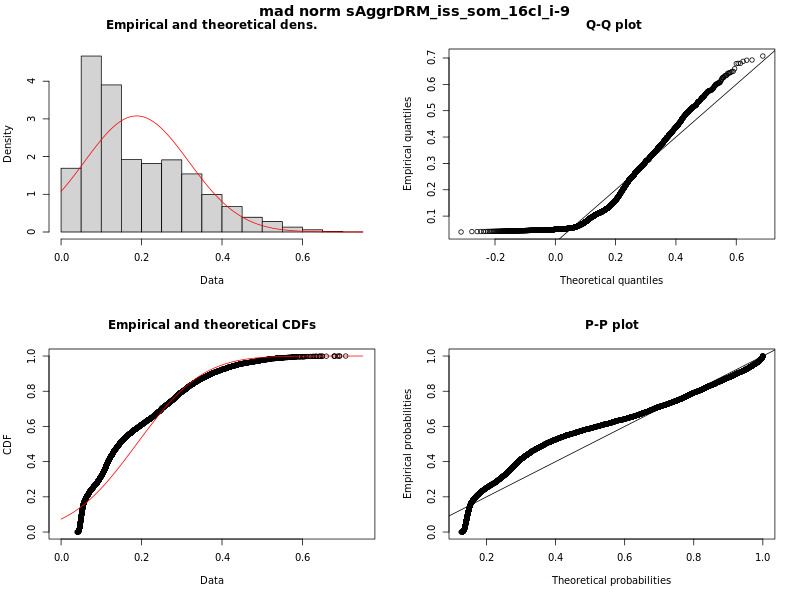 mad norm sAggrDRM_iss_som_16cl_i-9
Empirical and theoretical dens.
Density
0 1 2 3 4
0.0 0.2 0.4 0.6
Data
Q-Q plot
Empirical quantiles
0.1 0.2 0.3 0.4 0.5 0.6 0.7
-0.2 0.0 0.2 0.4 0.6
Theoretical quantiles
Empirical and theoretical CDFs
CDF
0.0 0.2 0.4 0.6 0.8 1.0
0.0 0.2 0.4 0.6
Data
P-P plot
Empirical probabilities
0.0 0.2 0.4 0.6 0.8 1.0
0.2 0.4 0.6 0.8 1.0
Theoretical probabilities